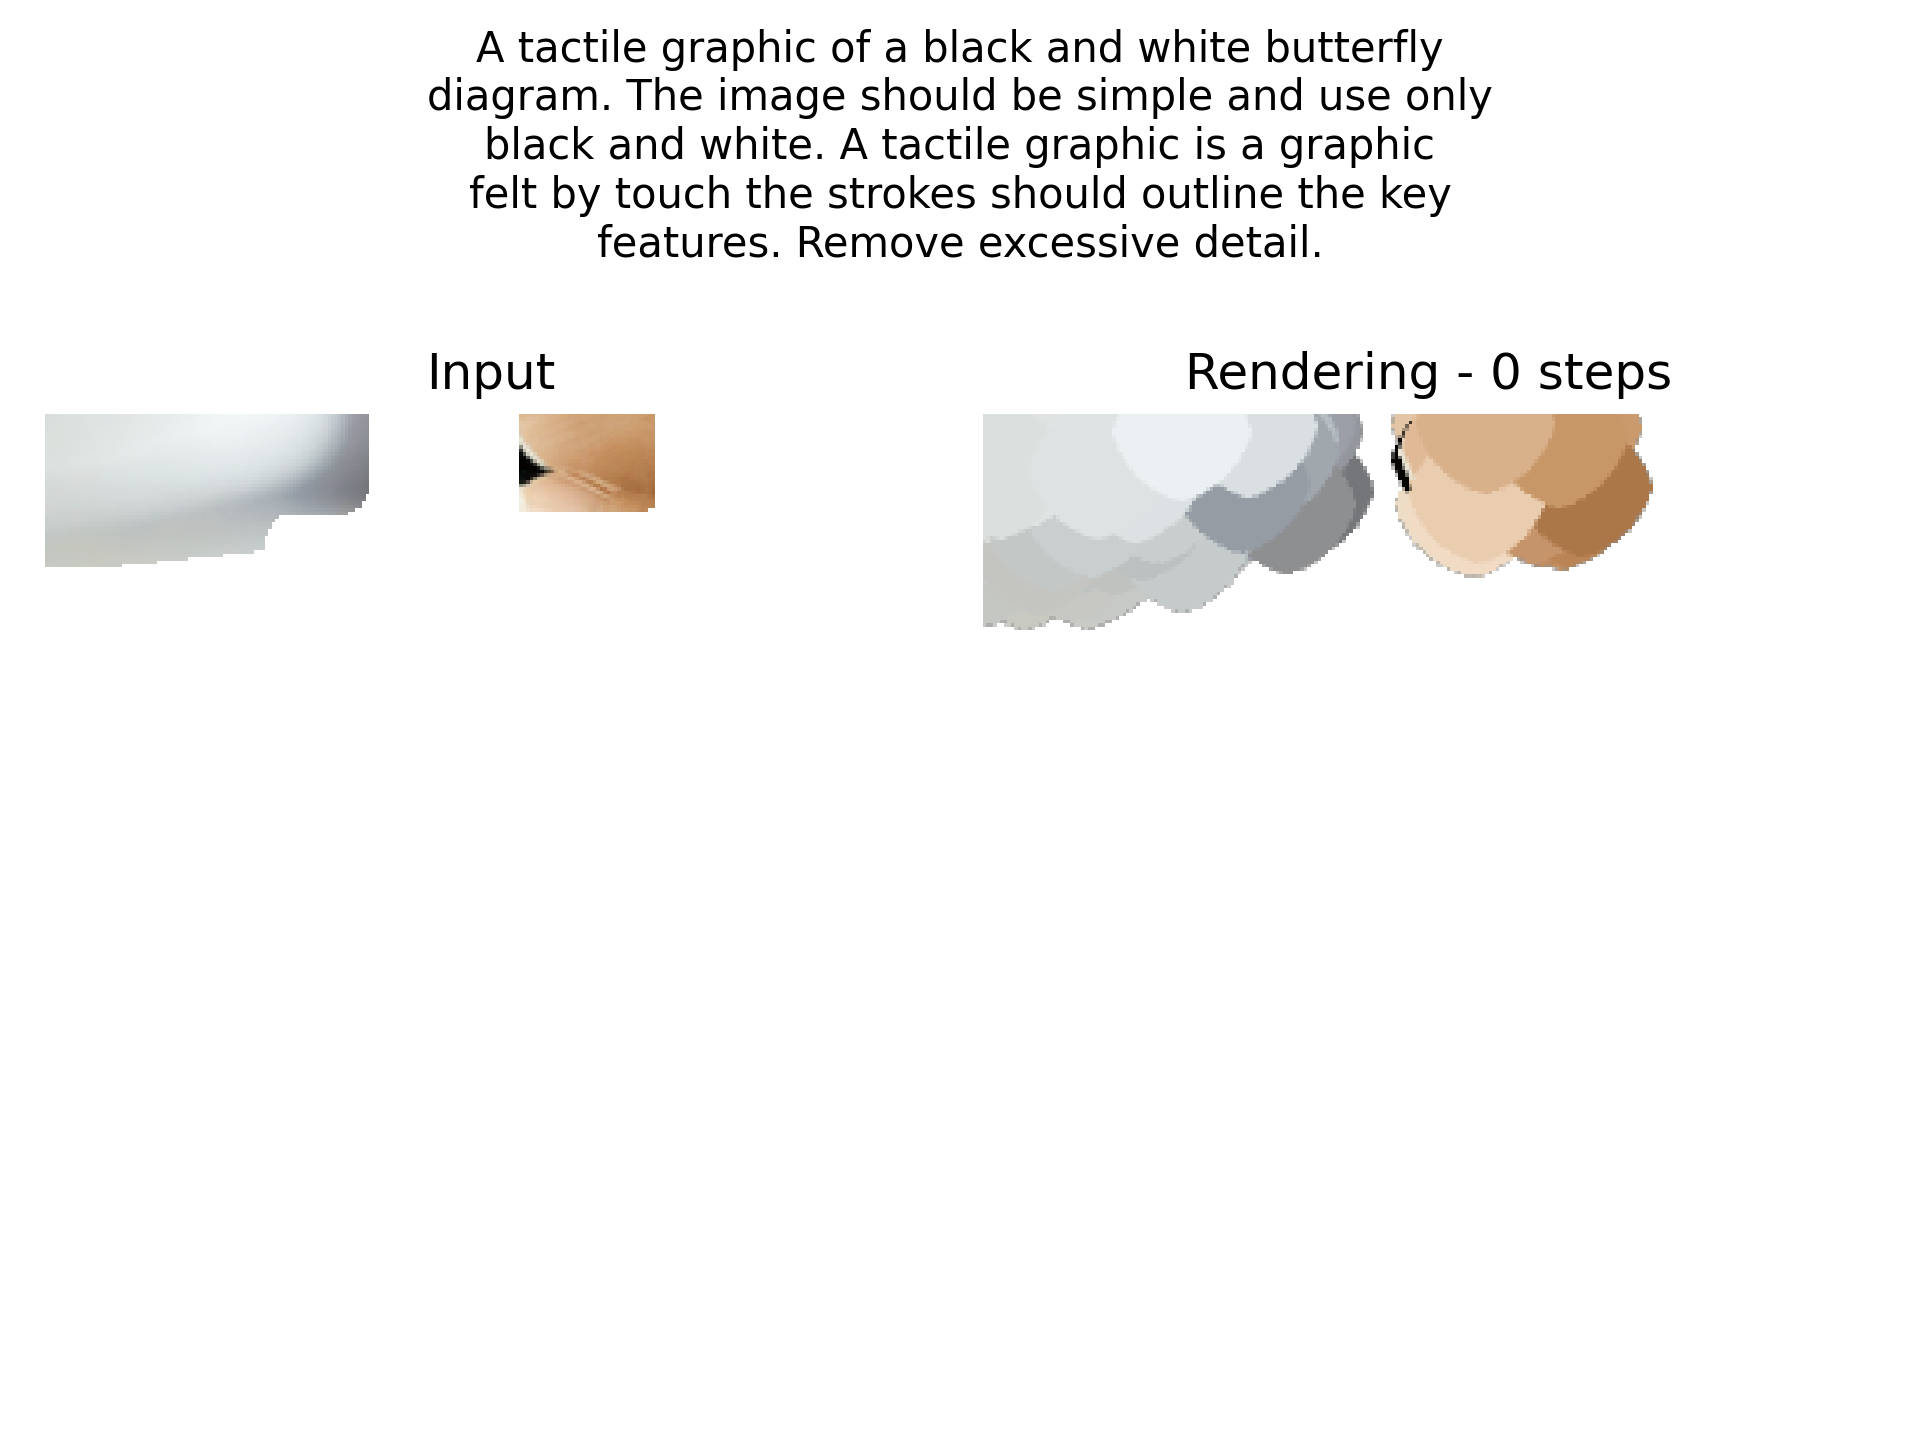 A tactile graphic of a black and white butterfly
diagram. The image should be simple and use only
black and white. A tactile graphic is a graphic
felt by touch the strokes should outline the key
features. Remove excessive detail.
Input
Rendering - 0 steps